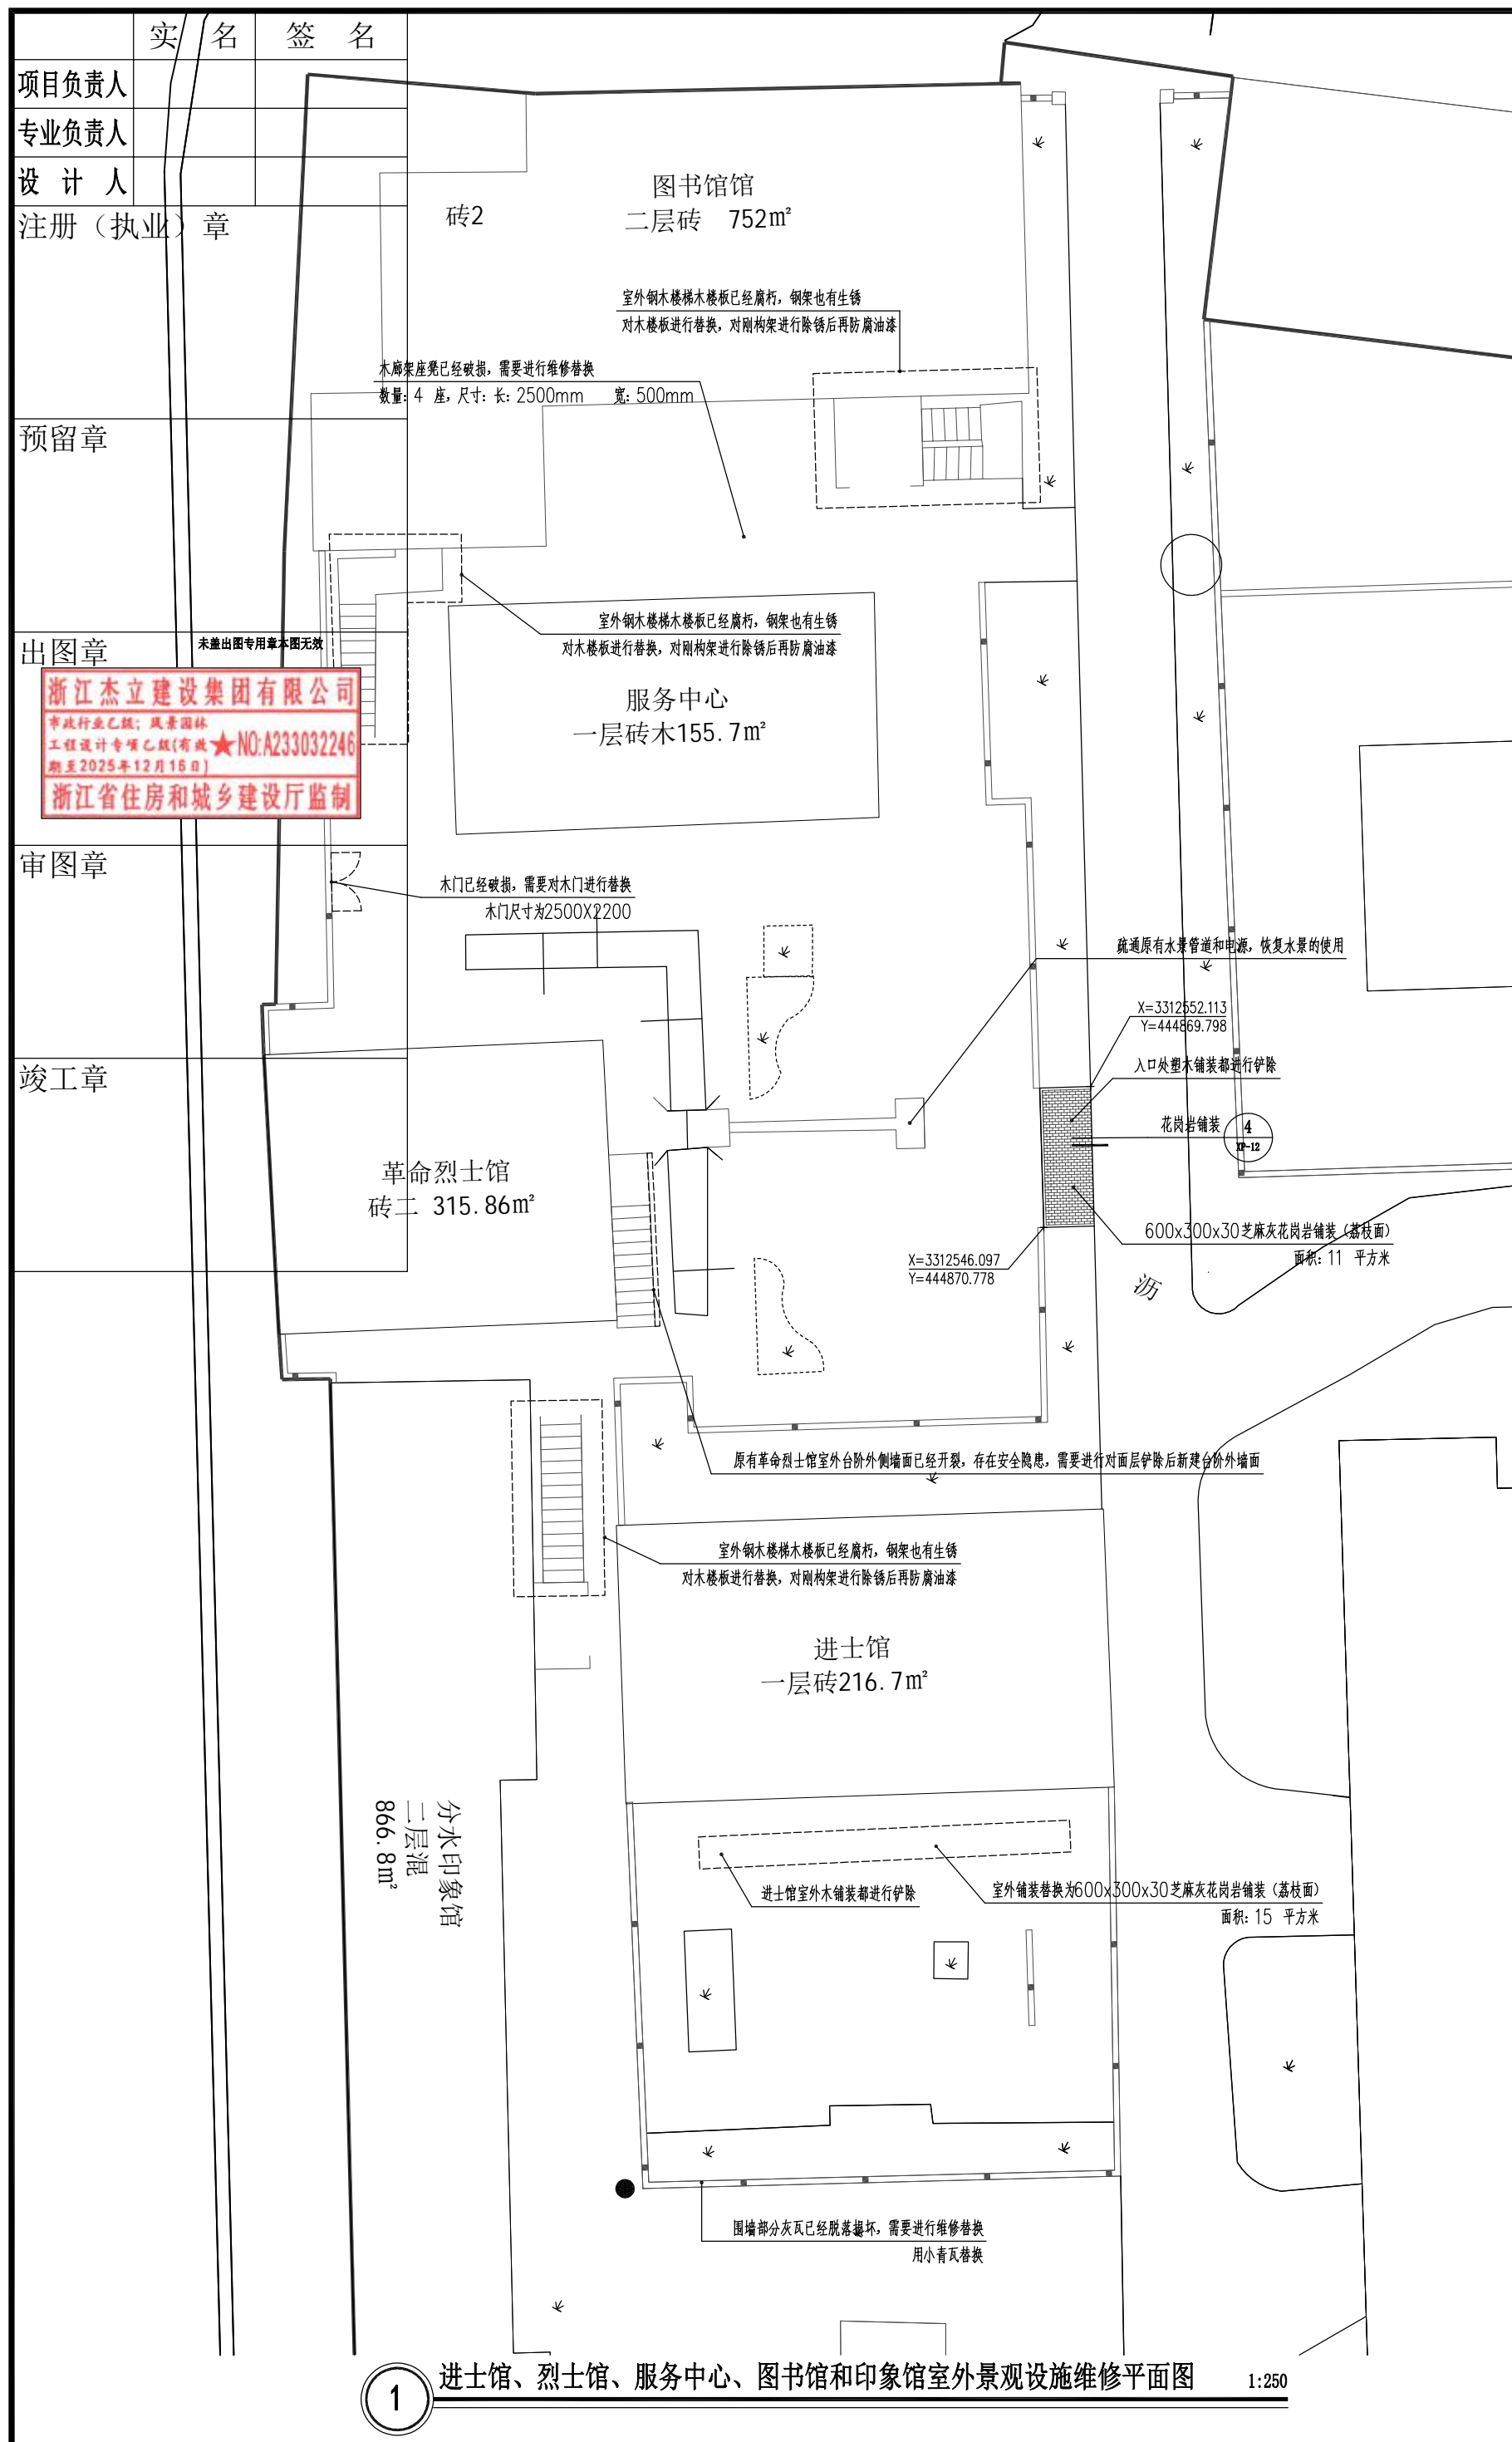 实 名 签 名
项目负责人
专业负责人
设 计 人
注册（执业）章
预留章
出图章
未盖出图专用章本图无效
浙江杰立建设集团有限公司
市政行业乙级；风景园林
工程设计专项乙级(有效
期至2025年12月16日)
★NO:A233032246
浙江省住房和城乡建设厅监制
审图章
竣工章
砖2
图书馆馆
二层砖 752㎡
室外钢木楼梯木楼板已经腐朽，钢架也有生锈
对木楼板进行替换，对刚构架进行除锈后再防腐油漆
木廊架座凳已经破损，需要进行维修替换
数量：4 座，尺寸：长：2500mm 宽：500mm
室外钢木楼梯木楼板已经腐朽，钢架也有生锈
对木楼板进行替换，对刚构架进行除锈后再防腐油漆
服务中心
一层砖木155.7㎡
木门已经破损，需要对木门进行替换
木门尺寸为2500X2200
疏通原有水景管道和电源，恢复水景的使用
X=3312552.113
Y=444869.798
入口处塑木铺装都进行铲除
花岗岩铺装
4
XP-12
革命烈士馆
砖二 315.86㎡
600x300x30芝麻灰花岗岩铺装（荔枝面）
面积：11 平方米
X=3312546.097
Y=444870.778
沥
原有革命烈士馆室外台阶外侧墙面已经开裂，存在安全隐患，需要进行对面层铲除后新建台阶外墙面
室外钢木楼梯木楼板已经腐朽，钢架也有生锈
对木楼板进行替换，对刚构架进行除锈后再防腐油漆
进士馆
一层砖216.7㎡
分水印象馆
二层混
866.8㎡
进士馆室外木铺装都进行铲除
室外铺装替换为600x300x30芝麻灰花岗岩铺装（荔枝面）
面积：15 平方米
围墙部分灰瓦已经脱落损坏，需要进行维修替换
用小青瓦替换
1
进士馆、烈士馆、服务中心、图书馆和印象馆室外景观设施维修平面图 1:250